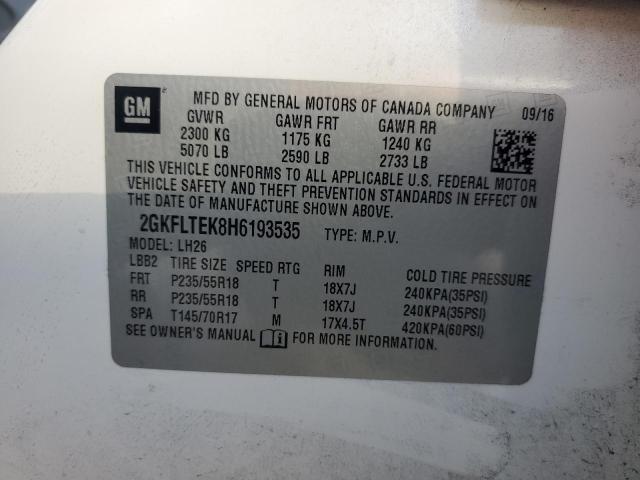 GM
MFD BY GENERAL MOTORS OF CANADA COMPANY 09/16
GVWR GAWR FRT GAWR RR
2300 KG 1175 KG 1240 KG
5070 LB 2590 LB 2733 LB
THIS VEHICLE CONFORMS TO ALL APPLICABLE U.S. FEDERAL MOTOR
VEHICLE SAFETY AND THEFT PREVENTION STANDARDS IN EFFECT ON
THE DATE OF MANUFACTURE SHOWN ABOVE.
2GKFLTEK8H6193535 TYPE: M.P.V.
MODEL: LH26
LBB2 TIRE SIZE SPEED RTG RIM COLD TIRE PRESSURE
FRT P235/55R18 T 18X7J 240KPA(35PSI)
RR P235/55R18 T 18X7J 240KPA(35PSI)
SPA T145/70R17 M 17X4.5T 420KPA(60PSI)
SEE OWNER'S MANUAL FOR MORE INFORMATION.